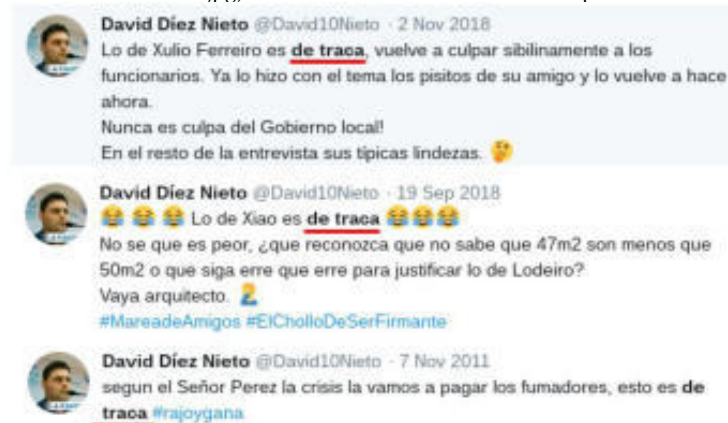 David Díez Nieto @David10Nieto · 2 Nov 2018
Lo de Xulio Ferreiro es de traca, vuelve a culpar sibilinamente a los
funcionarios. Ya lo hizo con el tema los pisitos de su amigo y lo vuelve a hace
ahora.
Nunca es culpa del Gobierno local!
En el resto de la entrevista sus típicas lindezas. 🤔
David Díez Nieto @David10Nieto · 19 Sep 2018
😂 😂 😂 Lo de Xiao es de traca 😂😂😂
No se que es peor, ¿que reconozca que no sabe que 47m2 son menos que
50m2 o que siga erre que erre para justificar lo de Lodeiro?
Vaya arquitecto.
#MareadeAmigos #ElCholloDeSerFirmante
David Díez Nieto @David10Nieto · 7 Nov 2011
segun el Señor Perez la crisis la vamos a pagar los fumadores, esto es de
traca #rajoygana